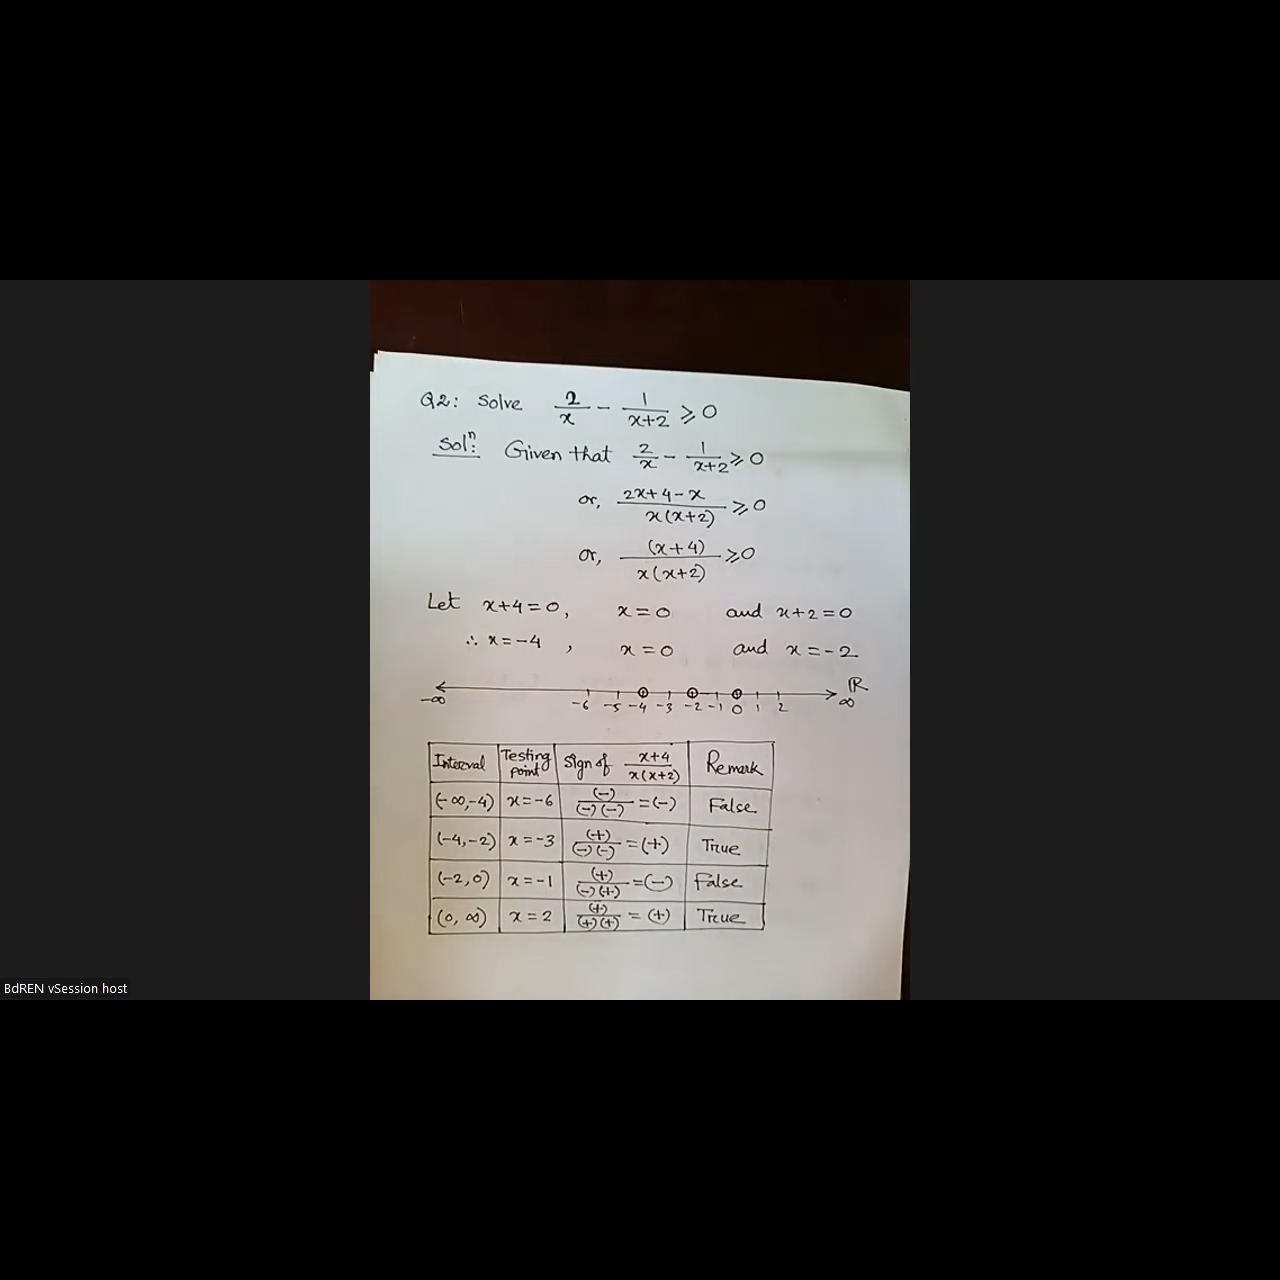 Q2: Solve 2/x - 1/(x+2) ≥ 0
Solⁿ: Given that 2/x - 1/(x+2) ≥ 0
or, (2x+4-x)/(x(x+2)) ≥ 0
or, (x+4)/(x(x+2)) ≥ 0
Let x+4=0, x=0 and x+2=0
∴ x=-4, x=0 and x=-2
ℝ
-∞ -6 -5 -4 -3 -2 -1 0 1 2 ∞
Interval Testing point Sign of (x+4)/(x(x+2)) Remark
(-∞,-4) x=-6 (-)/((-)(-)) =(-) False
(-4,-2) x=-3 (+)/((-)(-)) =(+) True
(-2,0) x=-1 (+)/((-)(+)) =(-) False
(0, ∞) x=2 (+)/((+)(+)) = (+) True
BdREN vSession host